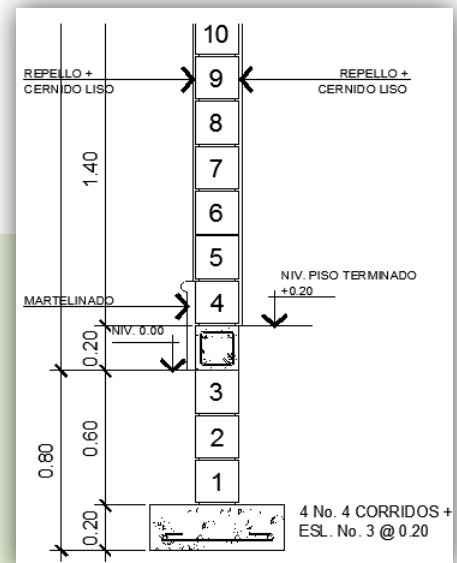 10
REPELLO +
CERNIDO LISO
9
REPELLO +
CERNIDO LISO
8
1.40
7
6
5
NIV. PISO TERMINADO
+0.20
MARTELINADO
4
NIV. 0.00
0.20
3
0.80
0.60
2
1
0.20
4 No. 4 CORRIDOS +
ESL. No. 3 @ 0.20